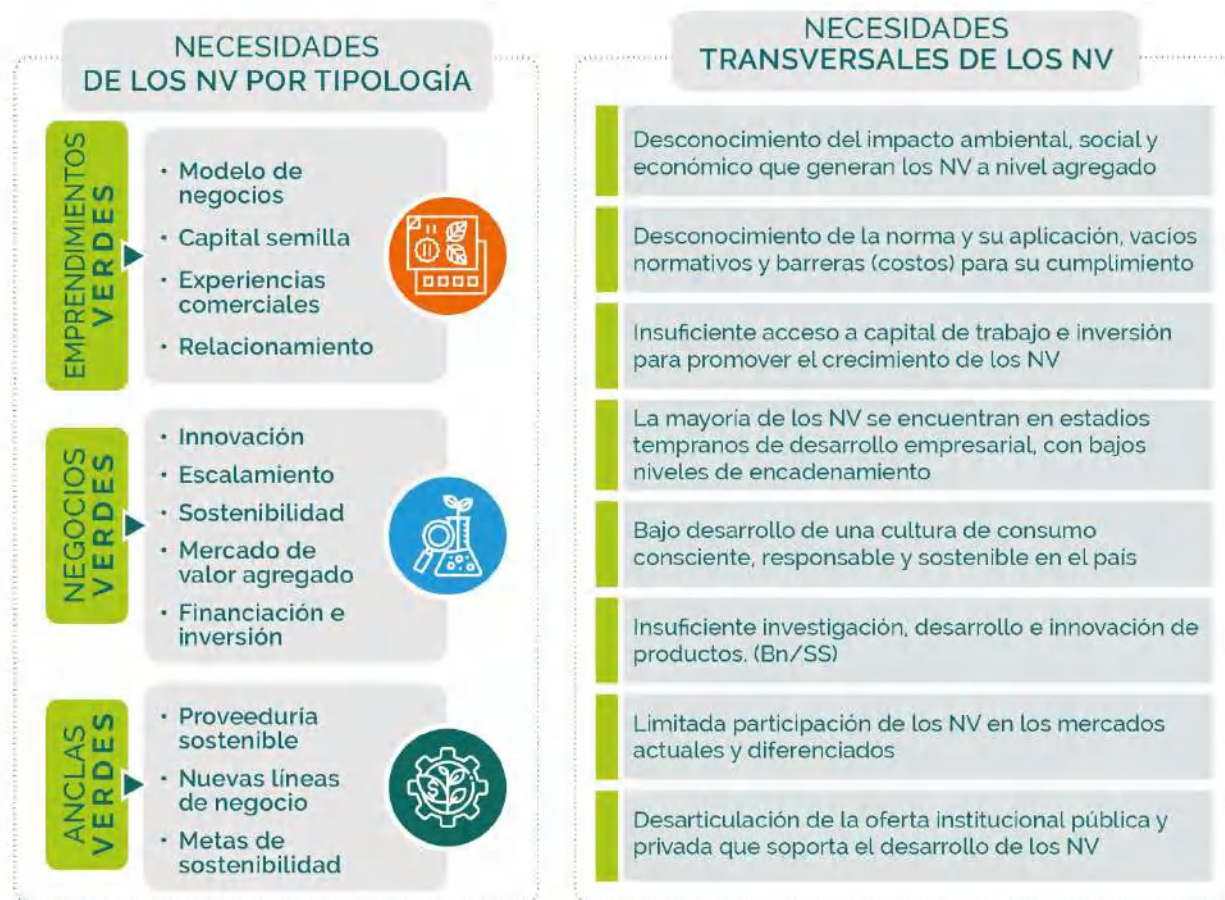 NECESIDADES
DE LOS NV POR TIPOLOGÍA
EMPRENDIMIENTOS
VERDES
• Modelo de
negocios
• Capital semilla
• Experiencias
comerciales
• Relacionamiento
NEGOCIOS
VERDES
• Innovación
• Escalamiento
• Sostenibilidad
• Mercado de
valor agregado
• Financiación e
inversión
ANCLAS
VERDES
• Proveeduría
sostenible
• Nuevas líneas
de negocio
• Metas de
sostenibilidad
NECESIDADES
TRANSVERSALES DE LOS NV
Desconocimiento del impacto ambiental, social y
económico que generan los NV a nivel agregado
Desconocimiento de la norma y su aplicación, vacíos
normativos y barreras (costos) para su cumplimiento
Insuficiente acceso a capital de trabajo e inversión
para promover el crecimiento de los NV
La mayoría de los NV se encuentran en estadios
tempranos de desarrollo empresarial, con bajos
niveles de encadenamiento
Bajo desarrollo de una cultura de consumo
consciente, responsable y sostenible en el país
Insuficiente investigación, desarrollo e innovación de
productos. (Bn/SS)
Limitada participación de los NV en los mercados
actuales y diferenciados
Desarticulación de la oferta institucional pública y
privada que soporta el desarrollo de los NV